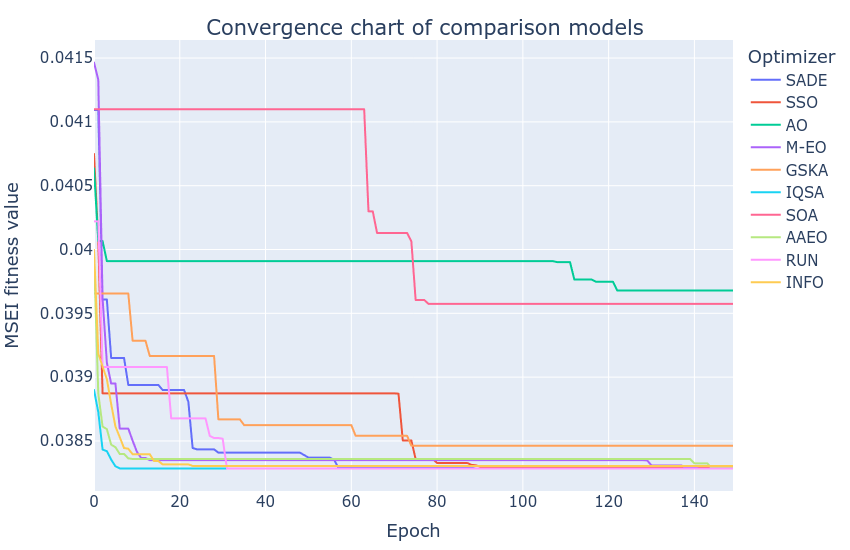 Convergence chart of comparison models
MSEI fitness value
0.0415
0.041
0.0405
0.04
0.0395
0.039
0.0385
0 20 40 60 80 100 120 140
Epoch
Optimizer
SADE
SSO
AO
M-EO
GSKA
IQSA
SOA
AAEO
RUN
INFO